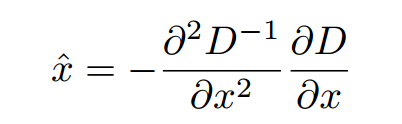 x̂ = −∂²D⁻¹/∂x² ∂D/∂x